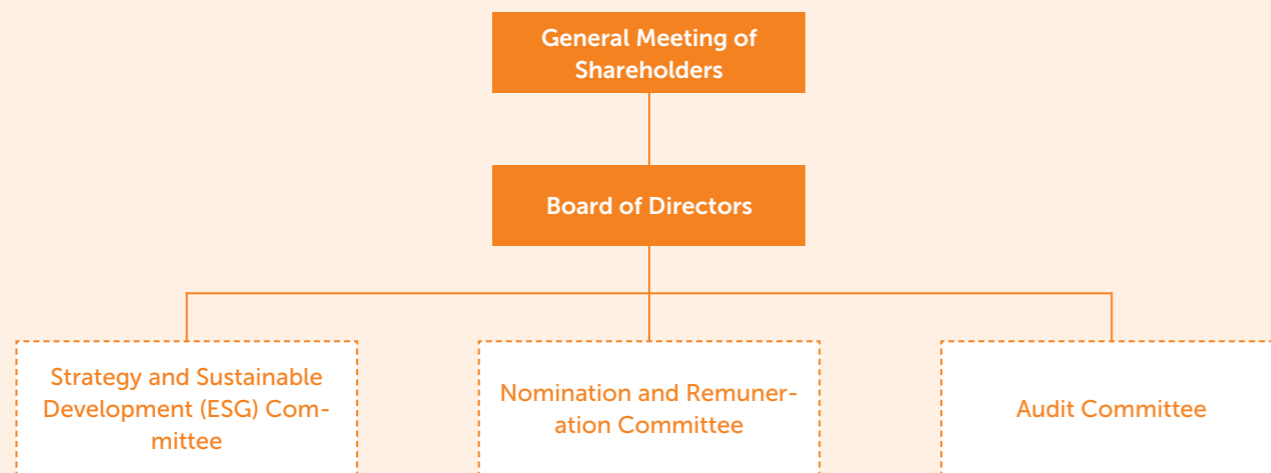 General Meeting of
Shareholders
Board of Directors
Strategy and Sustainable
Development (ESG) Com-
mittee
Nomination and Remuner-
ation Committee
Audit Committee